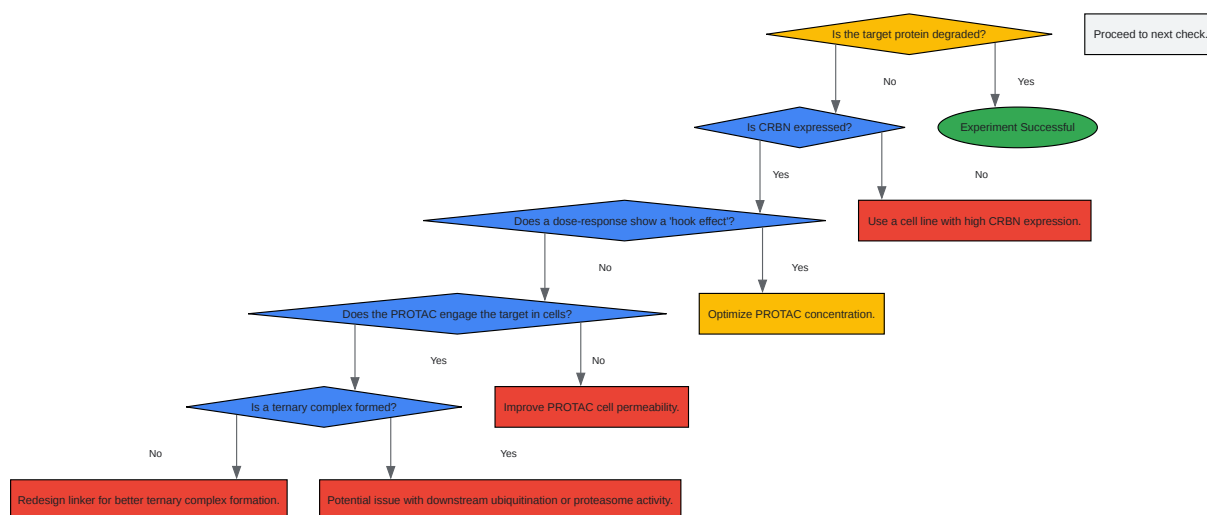 Is the target protein degraded?
Proceed to next check.
No
Yes
Is CRBN expressed?
Experiment Successful
Yes
No
Does a dose-response show a 'hook effect'?
Use a cell line with high CRBN expression.
No
Yes
Does the PROTAC engage the target in cells?
Optimize PROTAC concentration.
Yes
No
Is a ternary complex formed?
Improve PROTAC cell permeability.
No
Yes
Redesign linker for better ternary complex formation.
Potential issue with downstream ubiquitination or proteasome activity.